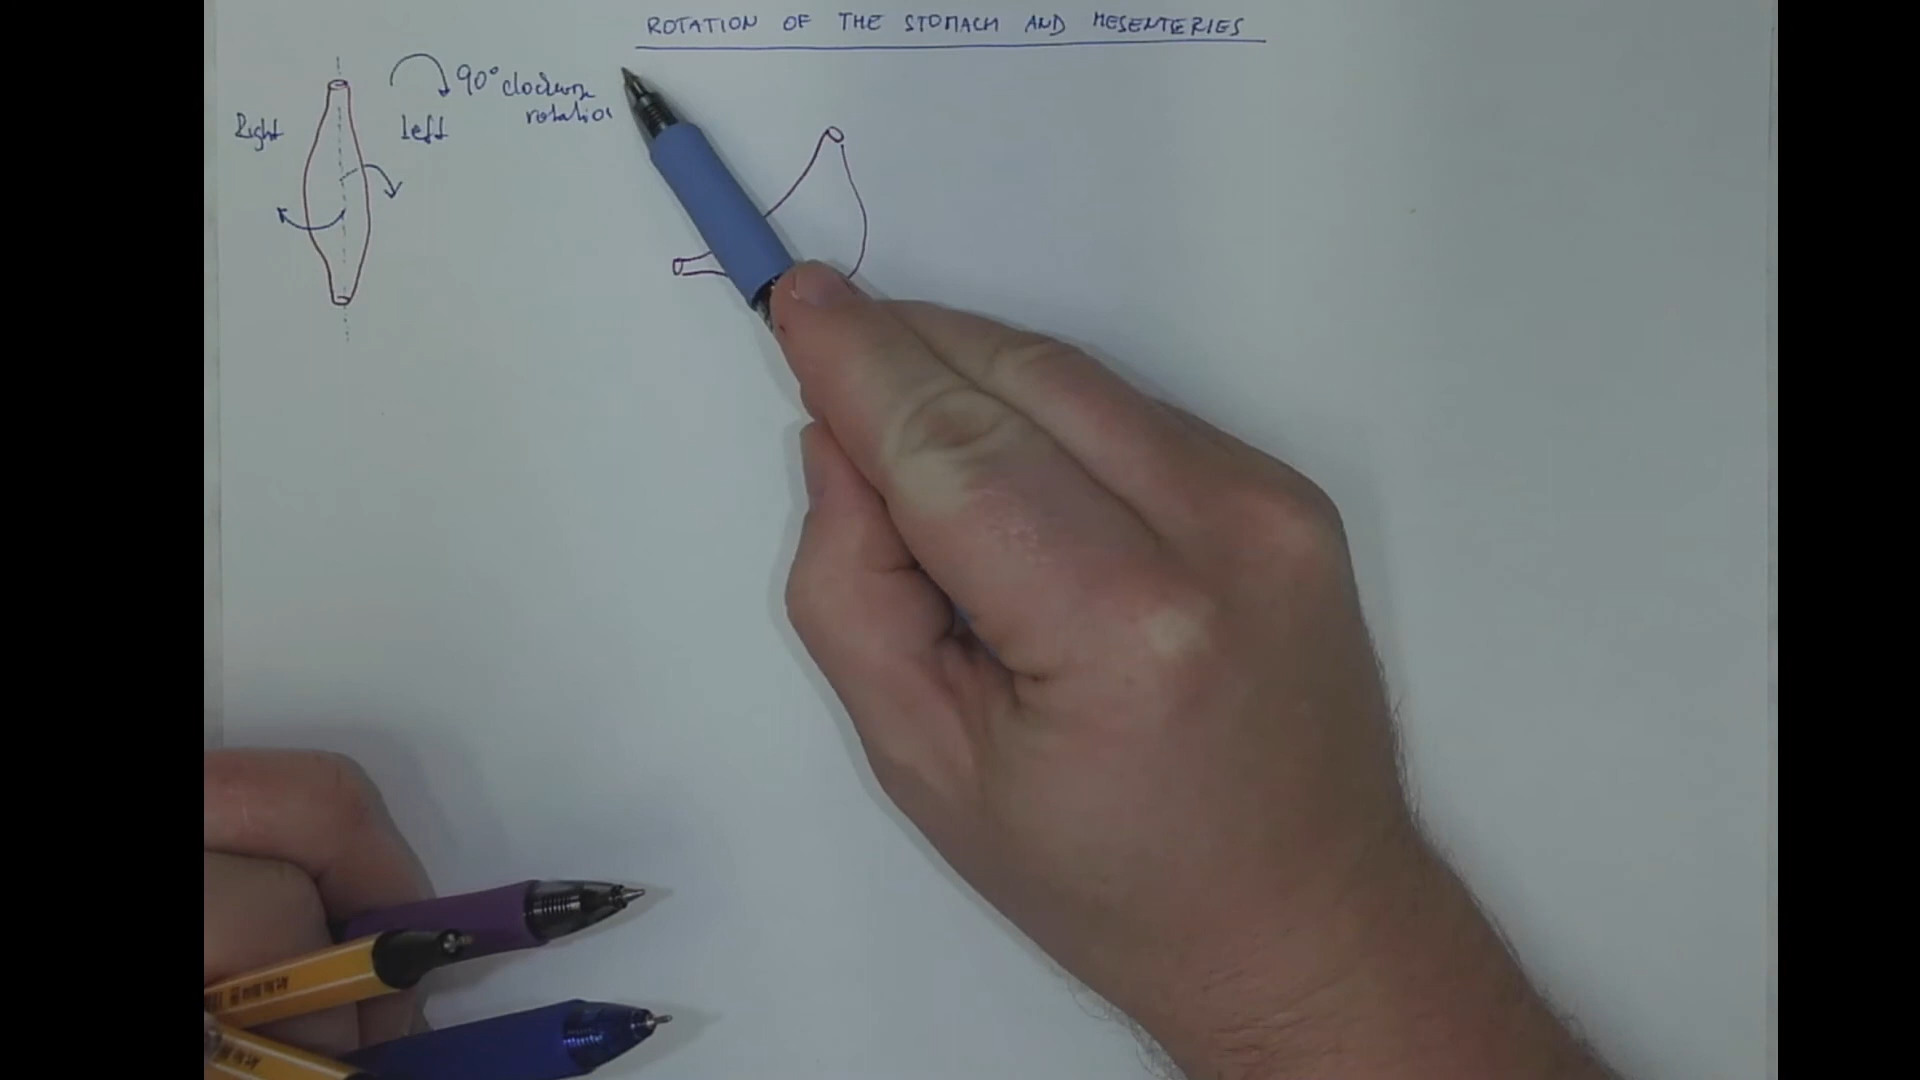 ROTATION OF THE STOMACH AND MESENTERIES
90° clockwise
rotation
Right
Left